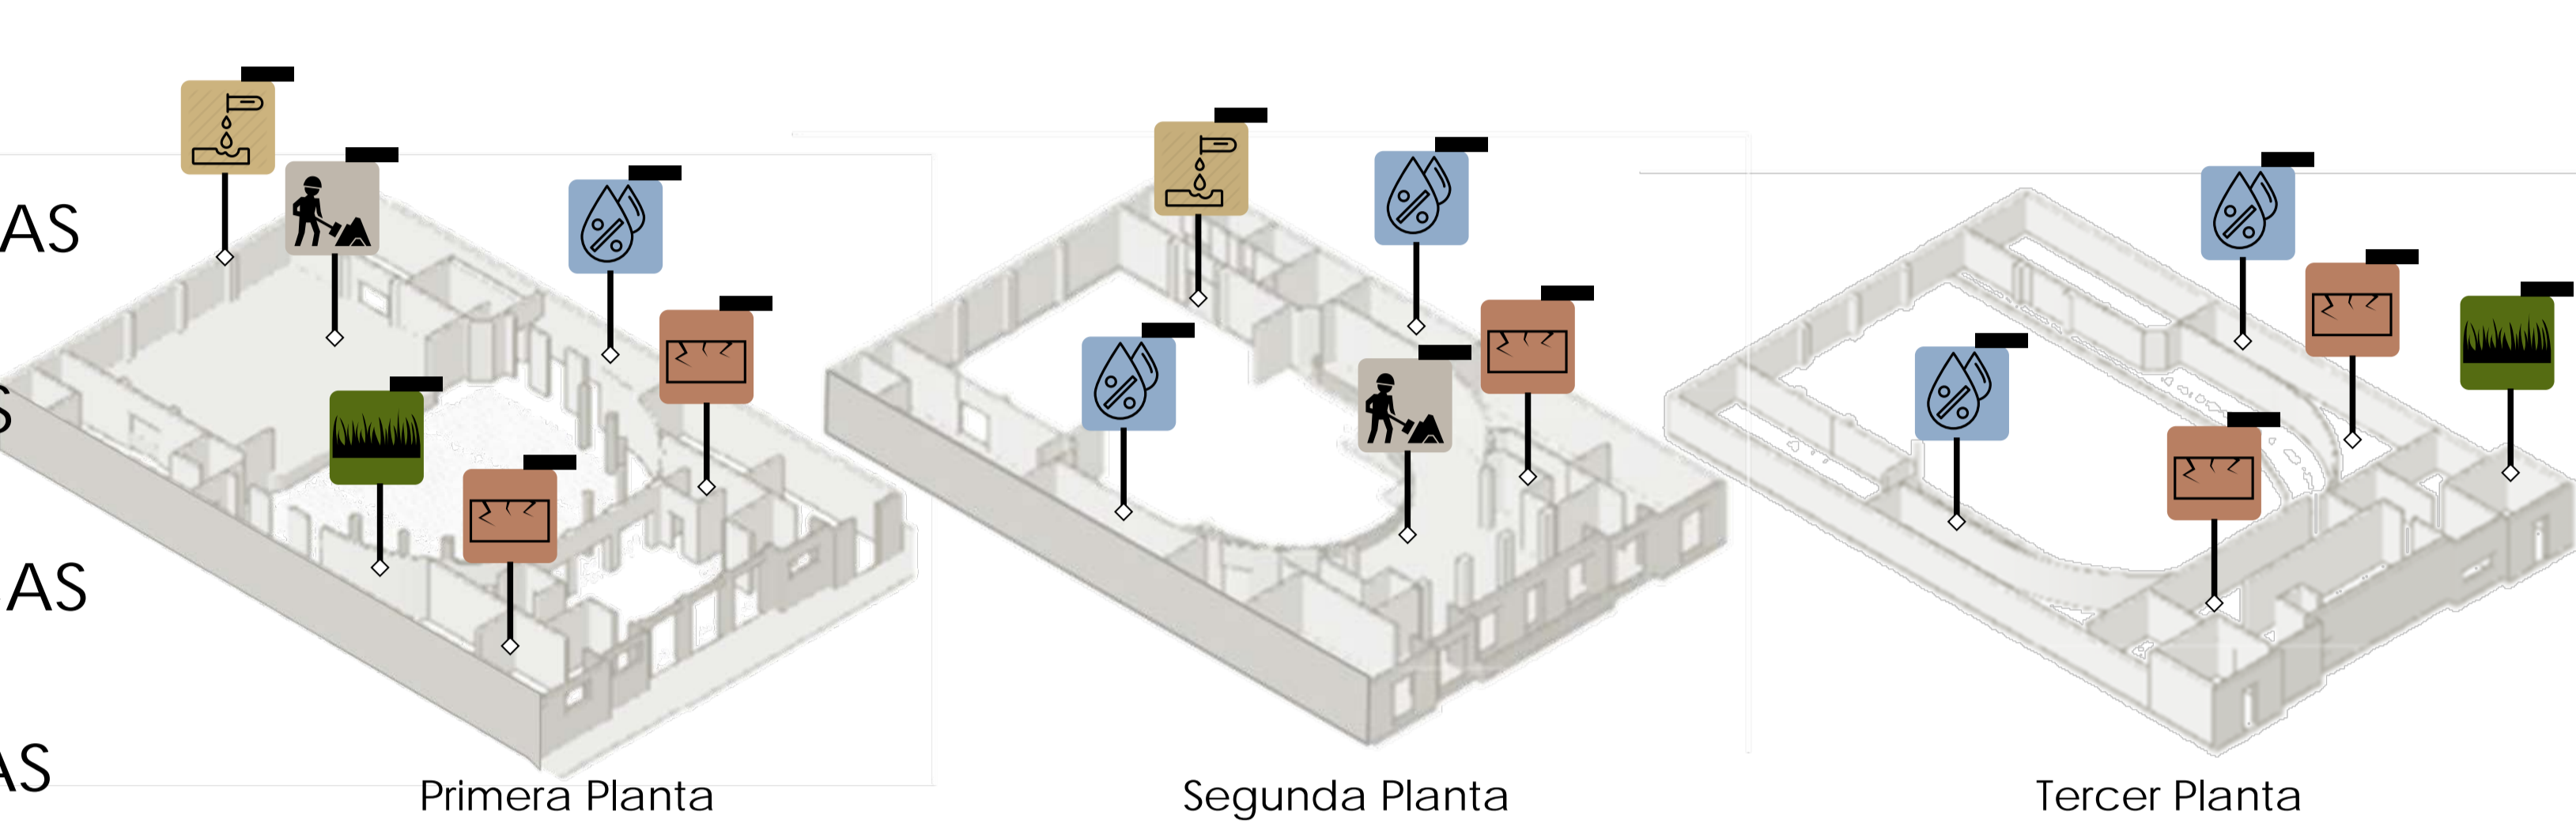 AS
S
AS
AS
Primera Planta
Segunda Planta
Tercer Planta